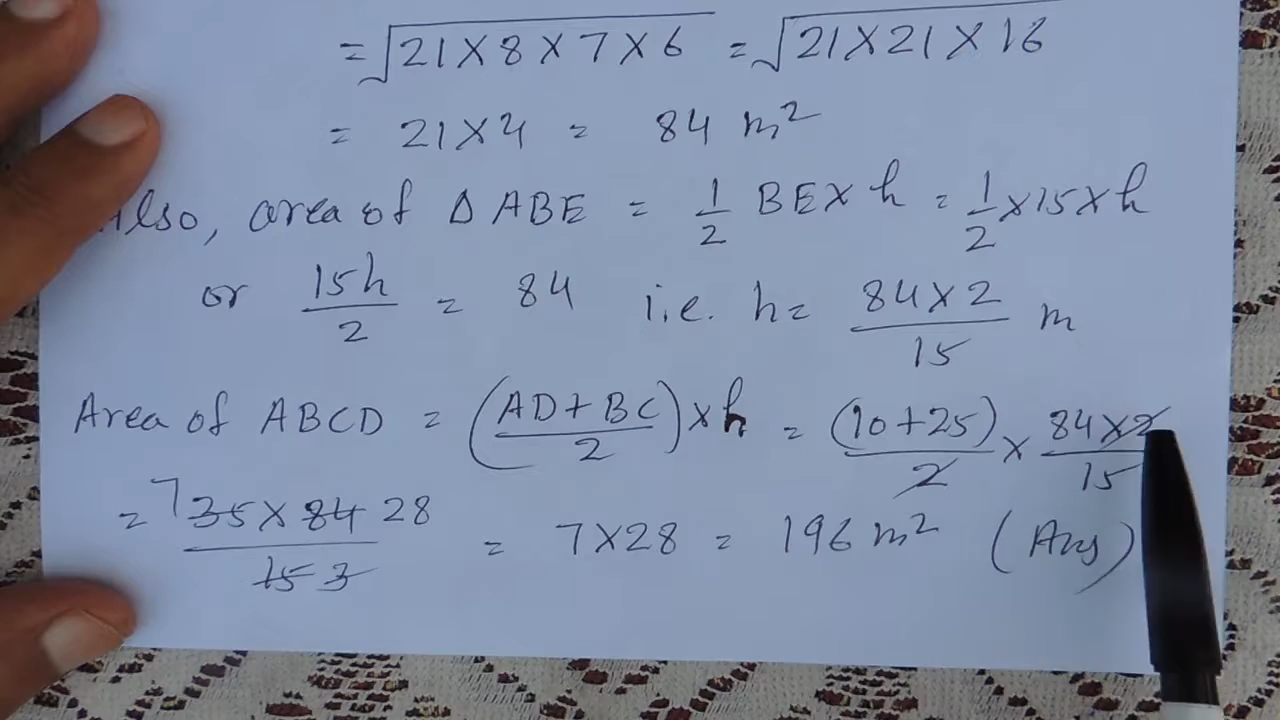 = √21×8×7×6 = √21×21×16
= 21×4 = 84 m²
Also, area of Δ ABE = 1/2 BE×h = 1/2 ×15×h
or 15h/2 = 84 i.e. h= 84×2/15 m
Area of ABCD = (AD+BC/2)×h = (10+25)/2 × 84×2/15
= 7 35×84 28/15 3 = 7×28 = 196 m² (Ans)